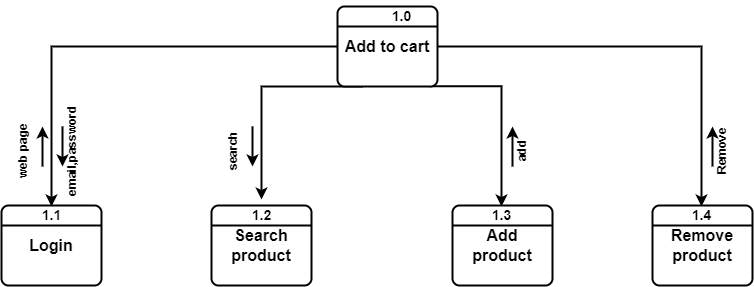 1.0
Add to cart
web page
email,password
search
add
Remove
1.1
Login
1.2
Search
product
1.3
Add
product
1.4
Remove
product